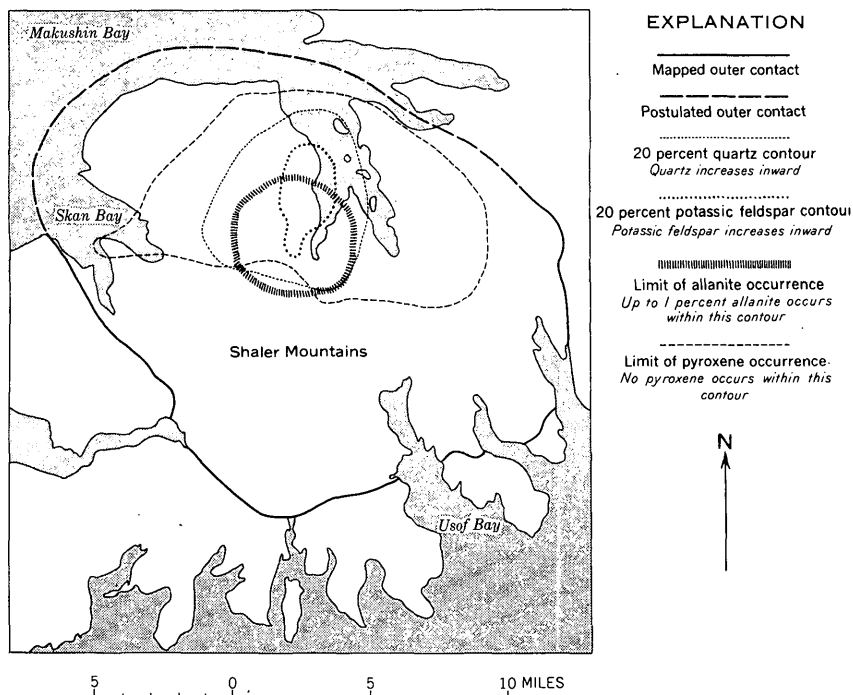 Makushin Bay
Skan Bay
Shaler Mountains
Usof Bay
5 0 5 10 MILES
EXPLANATION
Mapped outer contact
Postulated outer contact
20 percent quartz contour
Quartz increases inward
20 percent potassic feldspar contour
Potassic feldspar increases inward
Limit of allanite occurrence
Up to 1 percent allanite occurs
within this contour
Limit of pyroxene occurrence
No pyroxene occurs within this
contour
N